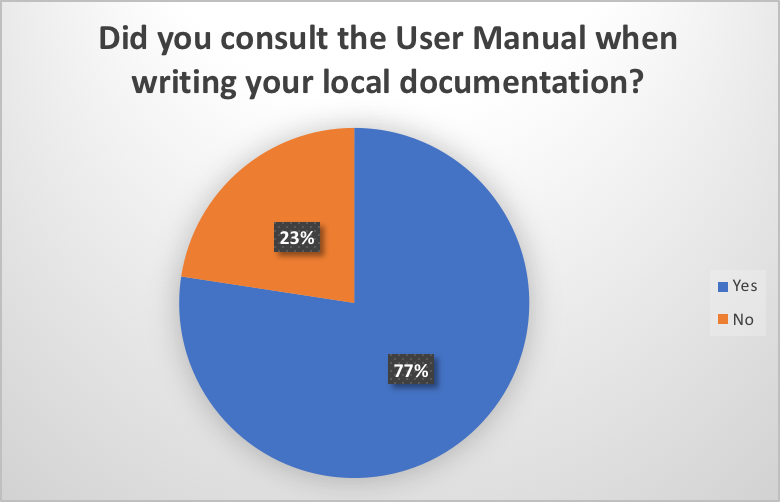 Did you consult the User Manual when
writing your local documentation?
23%
77%
Yes
No